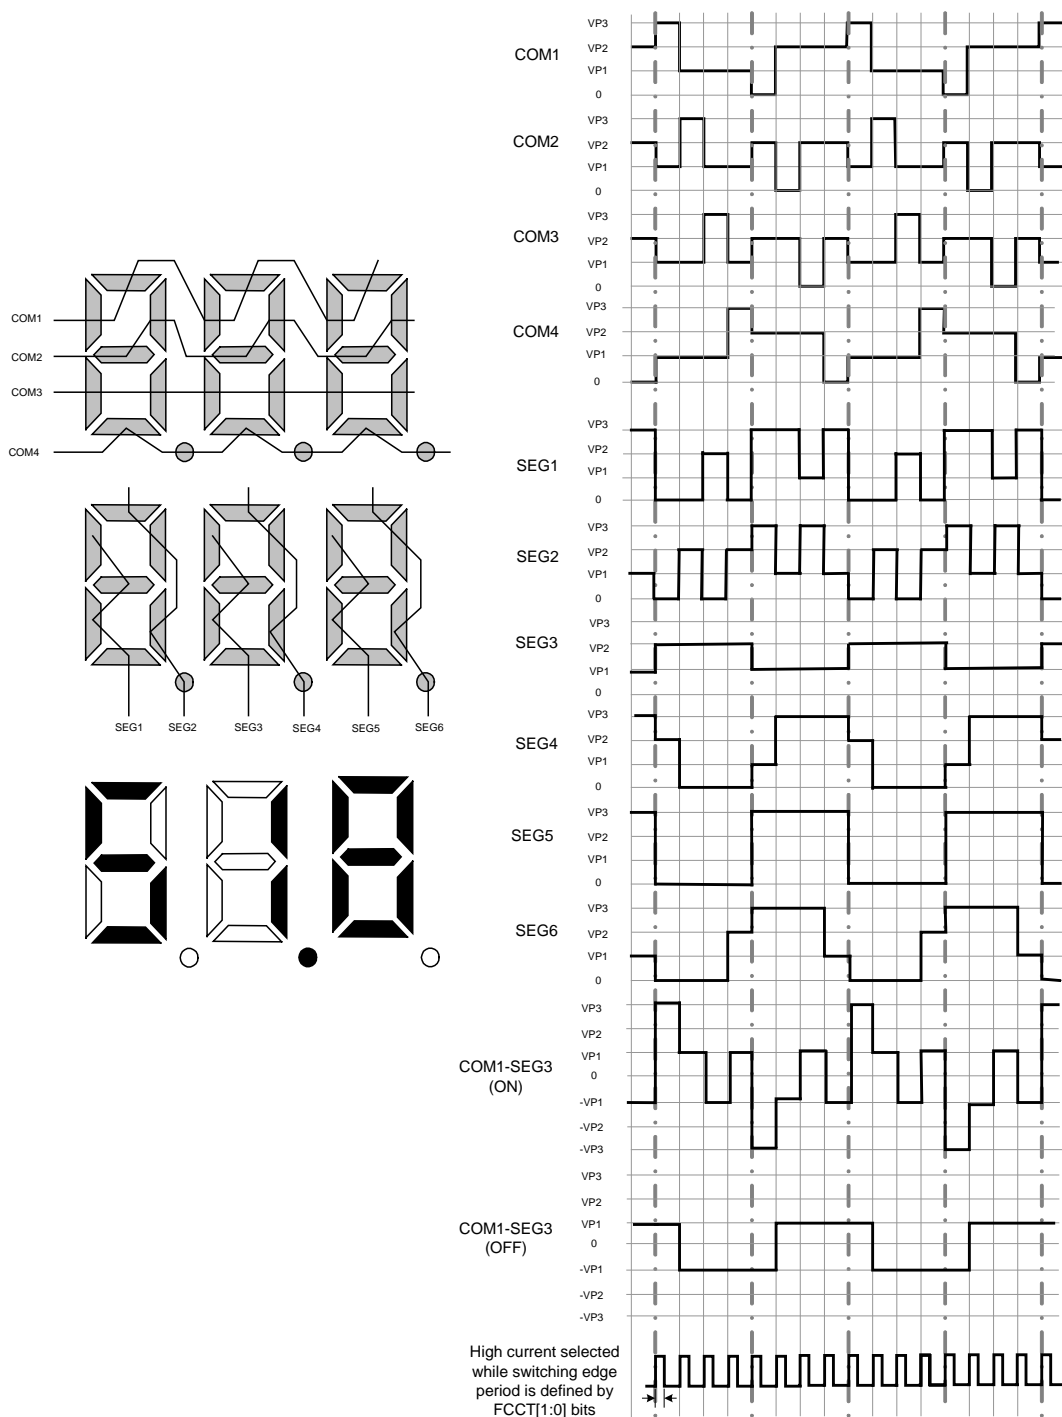 VP3
COM1
VP2
VP1
0
VP3
COM2
VP2
VP1
0
VP3
COM3
VP2
VP1
0
VP3
COM4
VP2
VP1
0
COM1
COM2
COM3
COM4
VP3
SEG1
VP2
VP1
0
VP3
SEG2
VP2
VP1
0
VP3
SEG3
VP2
VP1
0
SEG1 SEG2 SEG3 SEG4 SEG5 SEG6
VP3
SEG4
VP2
VP1
0
VP3
SEG5
VP2
VP1
0
VP3
SEG6
VP2
VP1
0
VP3
VP2
VP1
COM1-SEG3
(ON)
0
-VP1
-VP2
-VP3
VP3
VP2
VP1
COM1-SEG3
(OFF)
0
-VP1
-VP2
-VP3
High current selected
while switching edge
period is defined by
FCCT[1:0] bits